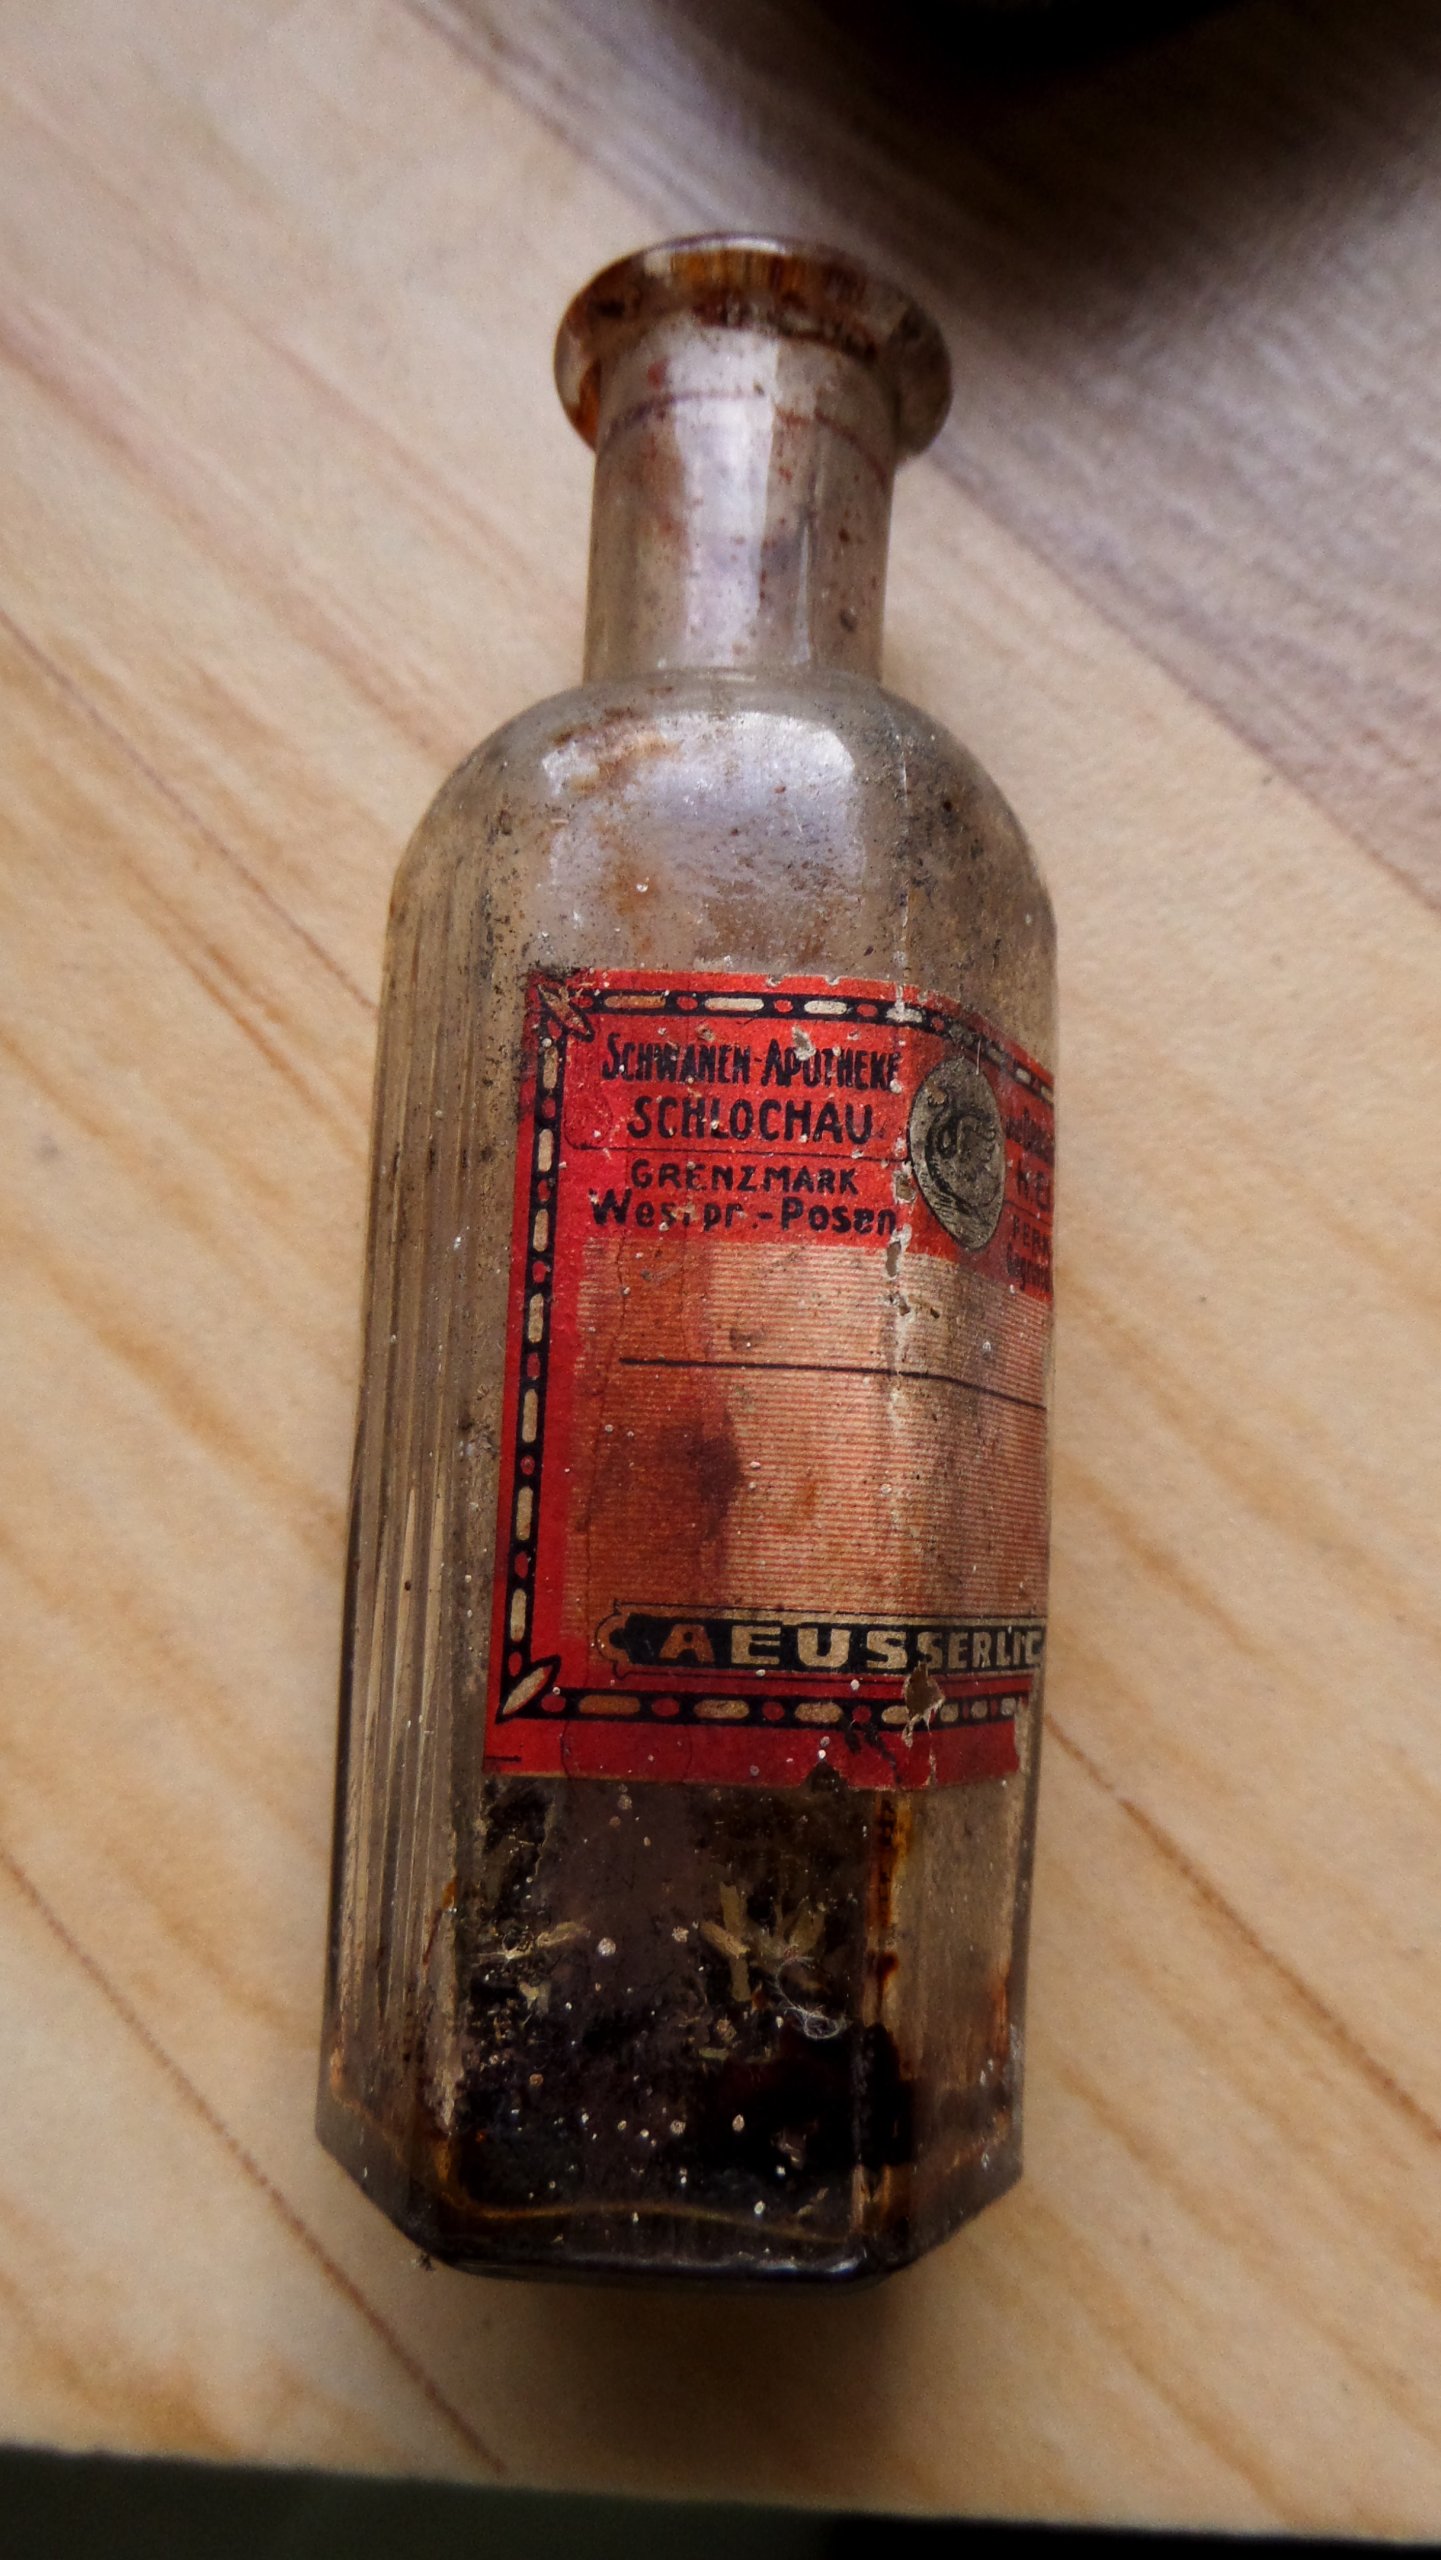 SCHWANEN-APOTHEKE
SCHLOCHAU
GRENZMARK
Westpr.-Posen
AEUSSERLIC